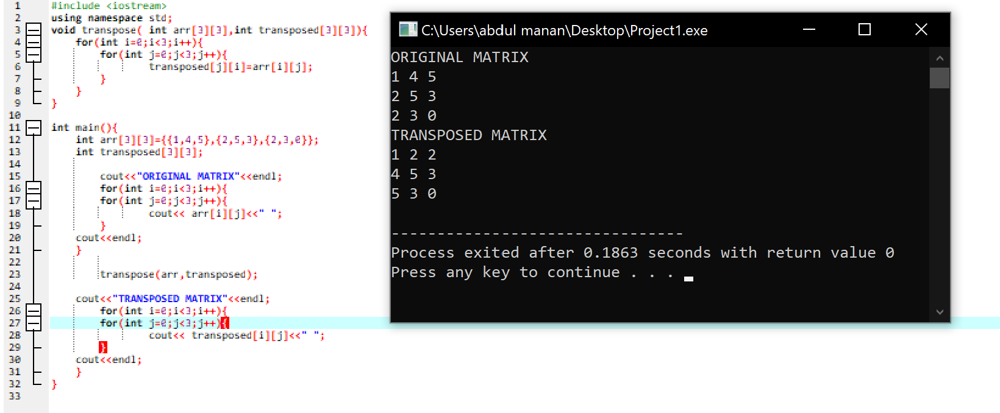 1 #include <iostream>
2 using namespace std;
3 void transpose( int arr[3][3],int transposed[3][3]){
4 for(int i=0;i<3;i++){
5 for(int j=0;j<3;j++){
6 transposed[j][i]=arr[i][j];
7 }
8 }
9 }
10
11 int main(){
12 int arr[3][3]={{1,4,5},{2,5,3},{2,3,0}};
13 int transposed[3][3];
14
15 cout<<"ORIGINAL MATRIX"<<endl;
16 for(int i=0;i<3;i++){
17 for(int j=0;j<3;j++){
18 cout<< arr[i][j]<<" ";
19 }
20 cout<<endl;
21 }
22
23 transpose(arr,transposed);
24
25 cout<<"TRANSPOSED MATRIX"<<endl;
26 for(int i=0;i<3;i++){
27 for(int j=0;j<3;j++){
28 cout<< transposed[i][j]<<" ";
29 }
30 cout<<endl;
31 }
32 }
33
C:\Users\abdul manan\Desktop\Project1.exe
ORIGINAL MATRIX
1 4 5
2 5 3
2 3 0
TRANSPOSED MATRIX
1 2 2
4 5 3
5 3 0
--------------------------------
Process exited after 0.1863 seconds with return value 0
Press any key to continue . . .